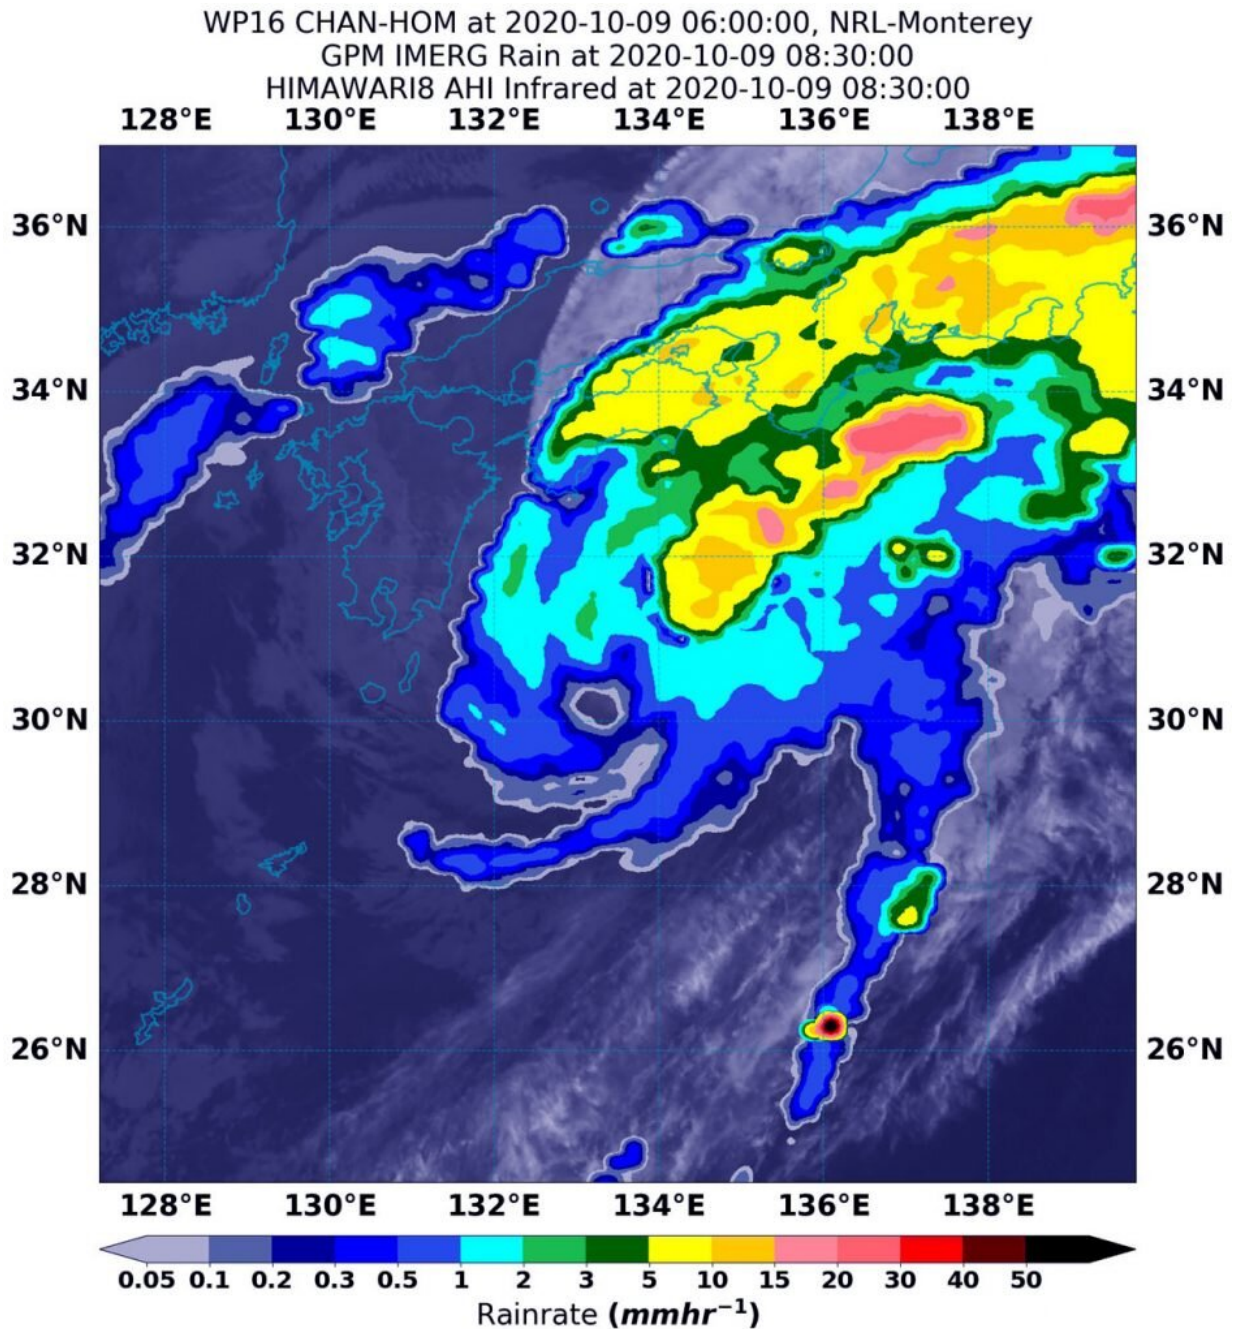 WP16 CHAN-HOM at 2020-10-09 06:00:00, NRL-Monterey
GPM IMERG Rain at 2020-10-09 08:30:00
HIMAWARI8 AHI Infrared at 2020-10-09 08:30:00
128°E 130°E 132°E 134°E 136°E 138°E
36°N 36°N
34°N 34°N
32°N 32°N
30°N 30°N
28°N 28°N
26°N 26°N
128°E 130°E 132°E 134°E 136°E 138°E
0.05 0.1 0.2 0.3 0.5 1 2 3 5 10 15 20 30 40 50
Rainrate (mmhr⁻¹)